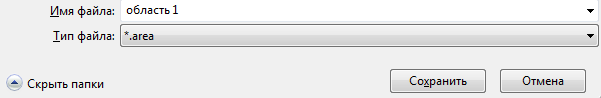 Имя файла: область 1
Тип файла: *.area
Скрыть папки Сохранить Отмена